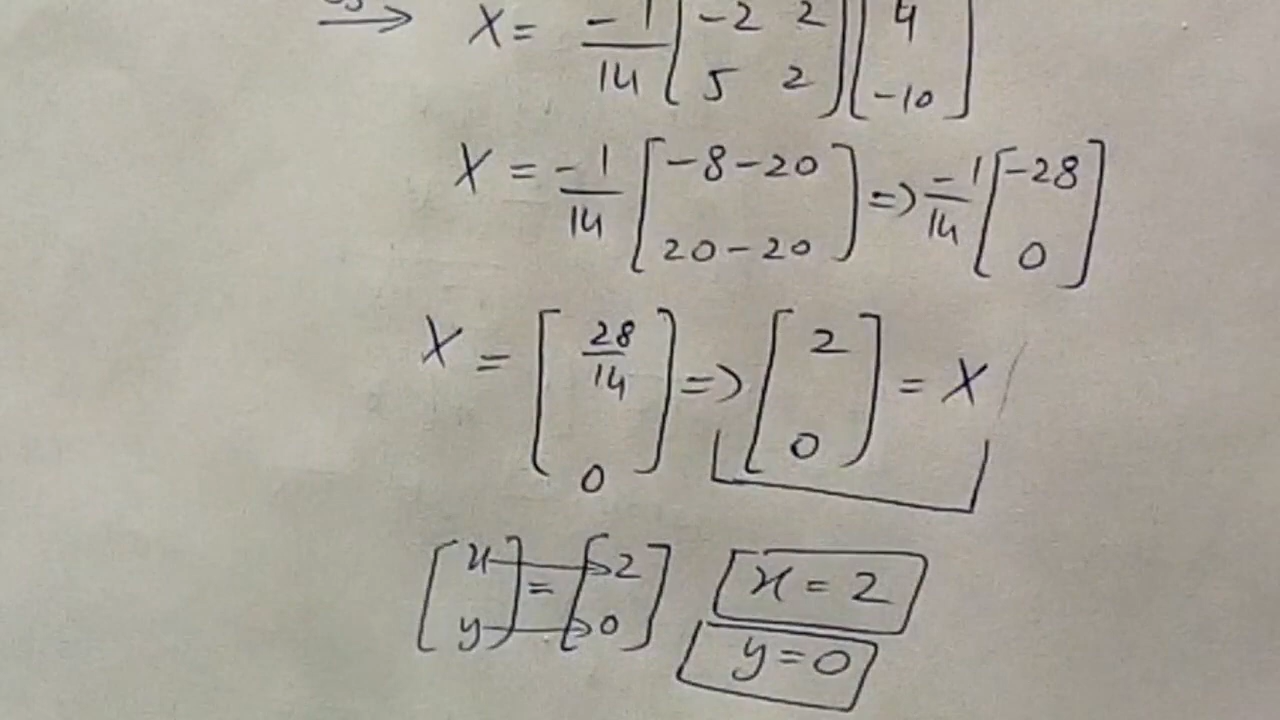 X = -1/14 [-2 2; 5 2] [4; -10]
X = -1/14 [-8-20; 20-20] => -1/14 [-28; 0]
X = [28/14; 0] => [2; 0] = X
[x; y] = [2; 0] x = 2
y = 0